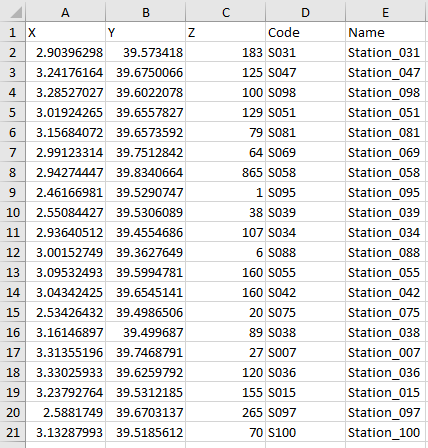 A B C D E
1 X Y Z Code Name
2 2.90396298 39.573418 183 S031 Station_031
3 3.24176164 39.6750066 125 S047 Station_047
4 3.28527027 39.6022078 100 S098 Station_098
5 3.01924265 39.6557827 129 S051 Station_051
6 3.15684072 39.6573592 79 S081 Station_081
7 2.99123314 39.7512842 64 S069 Station_069
8 2.94274447 39.8340664 865 S058 Station_058
9 2.46166981 39.5290747 1 S095 Station_095
10 2.55084427 39.5306089 38 S039 Station_039
11 2.93640512 39.4554686 107 S034 Station_034
12 3.00152749 39.3627649 6 S088 Station_088
13 3.09532493 39.5994781 160 S055 Station_055
14 3.04342425 39.6545141 160 S042 Station_042
15 2.53426432 39.4986506 20 S075 Station_075
16 3.16146897 39.499687 89 S038 Station_038
17 3.31355196 39.7468791 27 S007 Station_007
18 3.33025933 39.6259792 120 S036 Station_036
19 3.23792764 39.5312185 155 S015 Station_015
20 2.5881749 39.6703137 265 S097 Station_097
21 3.13287993 39.5185612 70 S100 Station_100